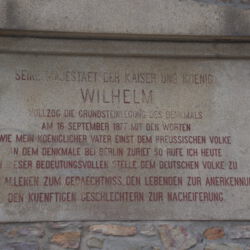 SEINE MAJESTAET DER KAISER UND KOENIG
WILHELM
VOLLZOG DIE GRUNDSTEINLEGUNG DES DENKMALS
AM 16 SEPTEMBER 1877 MIT DEN WORTEN
WIE MEIN KOENIGLICHER VATER EINST DEM PREUSSISCHEN VOLKE
AN DEM DENKMALE BEI BERLIN ZURIEF SO RUFE ICH HEUTE
AN DIESER BEDEUTUNGSVOLLEN STELLE DEM DEUTSCHEN VOLKE ZU
GEFALLENEN ZUM GEDAECHTNISS, DEN LEBENDEN ZUR ANERKENNUNG
DEN KUENFTIGEN GESCHLECHTERN ZUR NACHEIFERUNG.